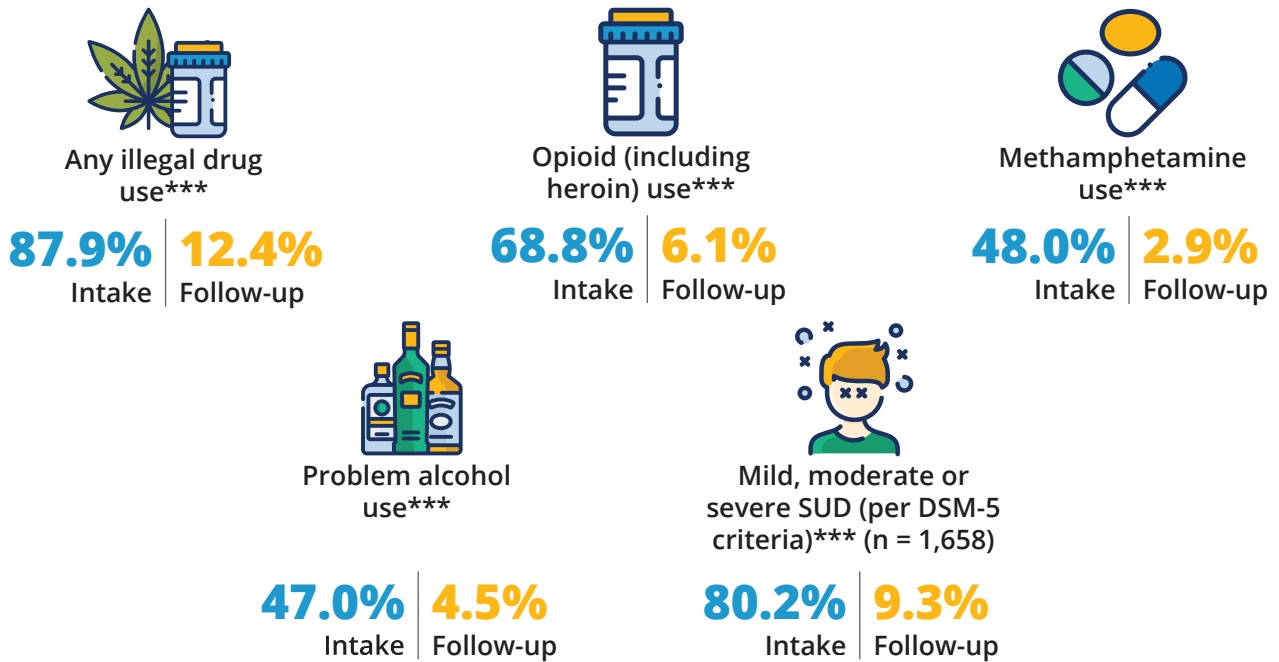 Any illegal drug
use***
87.9% 12.4%
Intake Follow-up
Opioid (including
heroin) use***
68.8% 6.1%
Intake Follow-up
Methamphetamine
use***
48.0% 2.9%
Intake Follow-up
Problem alcohol
use***
47.0% 4.5%
Intake Follow-up
Mild, moderate or
severe SUD (per DSM-5
criteria)*** (n = 1,658)
80.2% 9.3%
Intake Follow-up